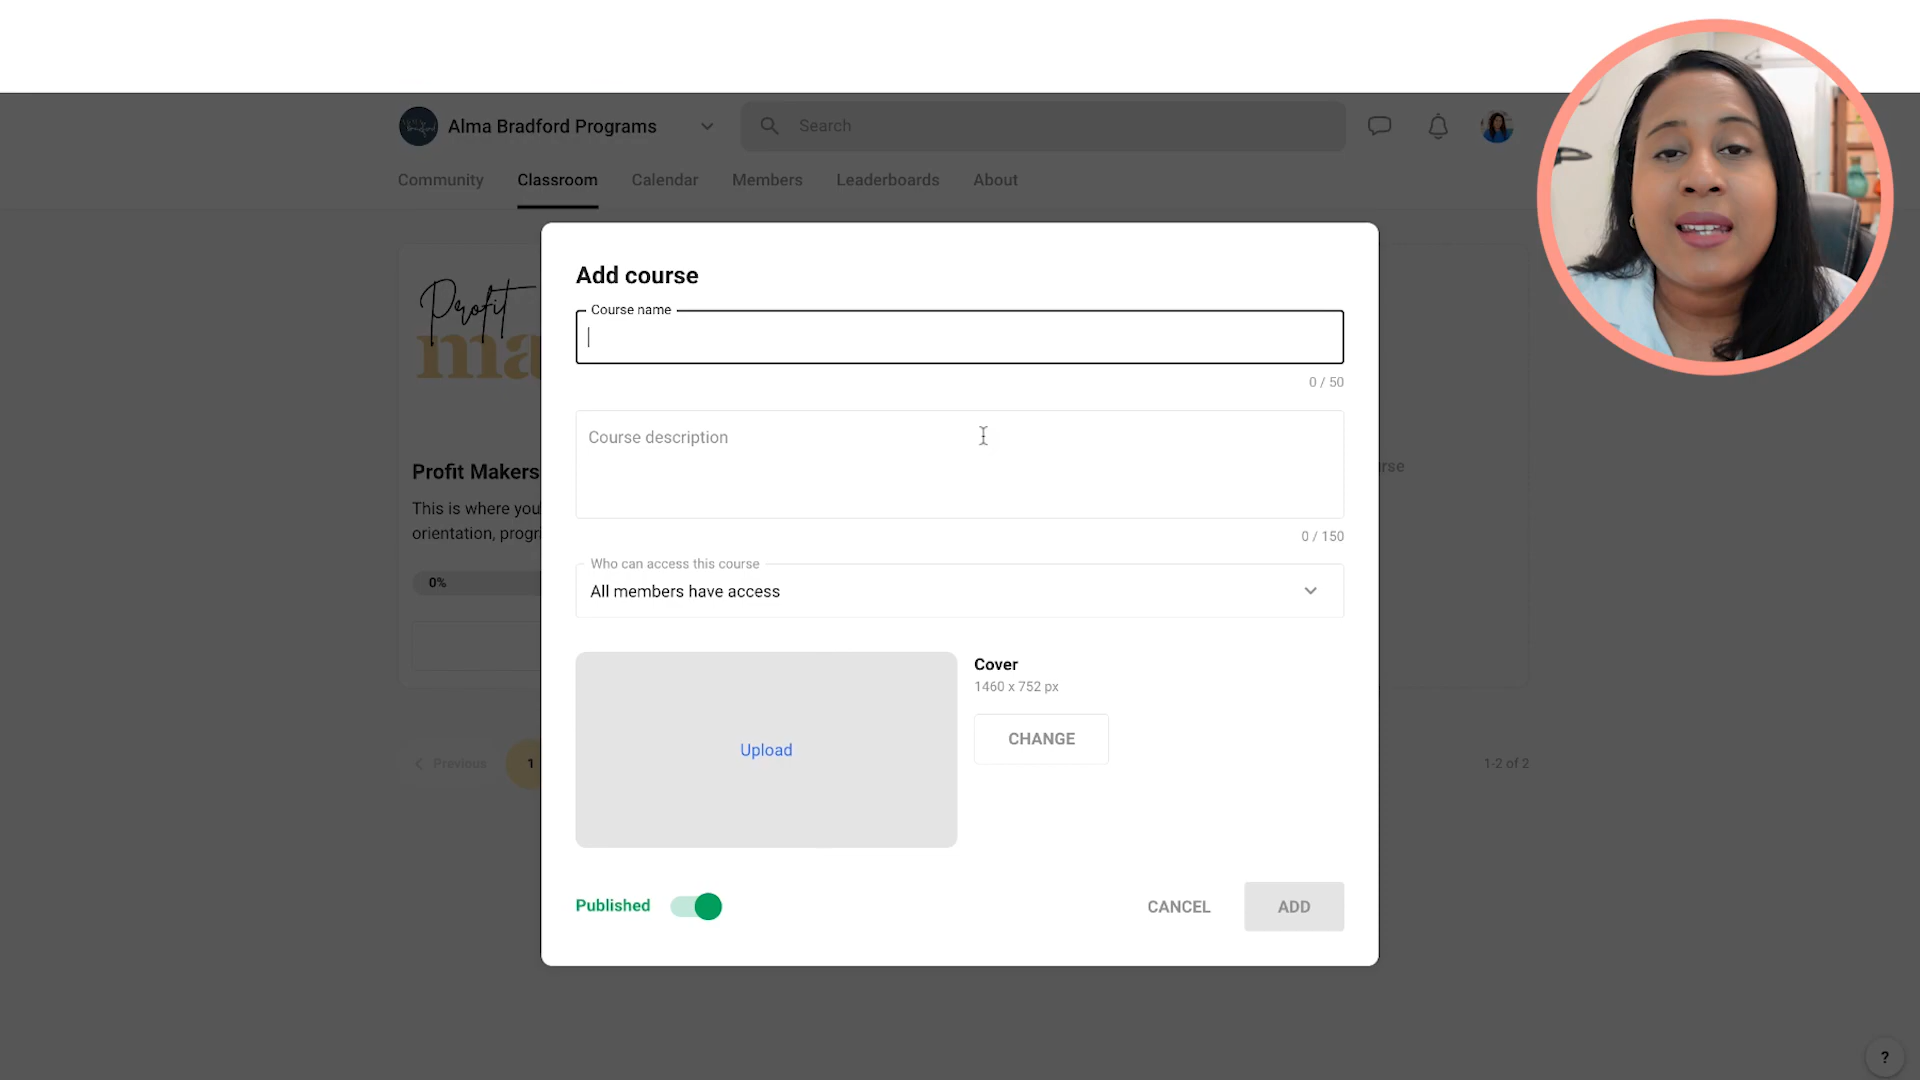 Alma Bradford Programs
Search
Community
Classroom
Calendar
Members
Leaderboards
About
Profit
ma
Profit Makers
This is where you
orientation, progr
0%
Add course
Course name
0 / 50
Course description
0 / 150
Who can access this course
All members have access
Upload
Cover
1460 x 752 px
CHANGE
Published
CANCEL
ADD
rse
Previous
1
1-2 of 2
?